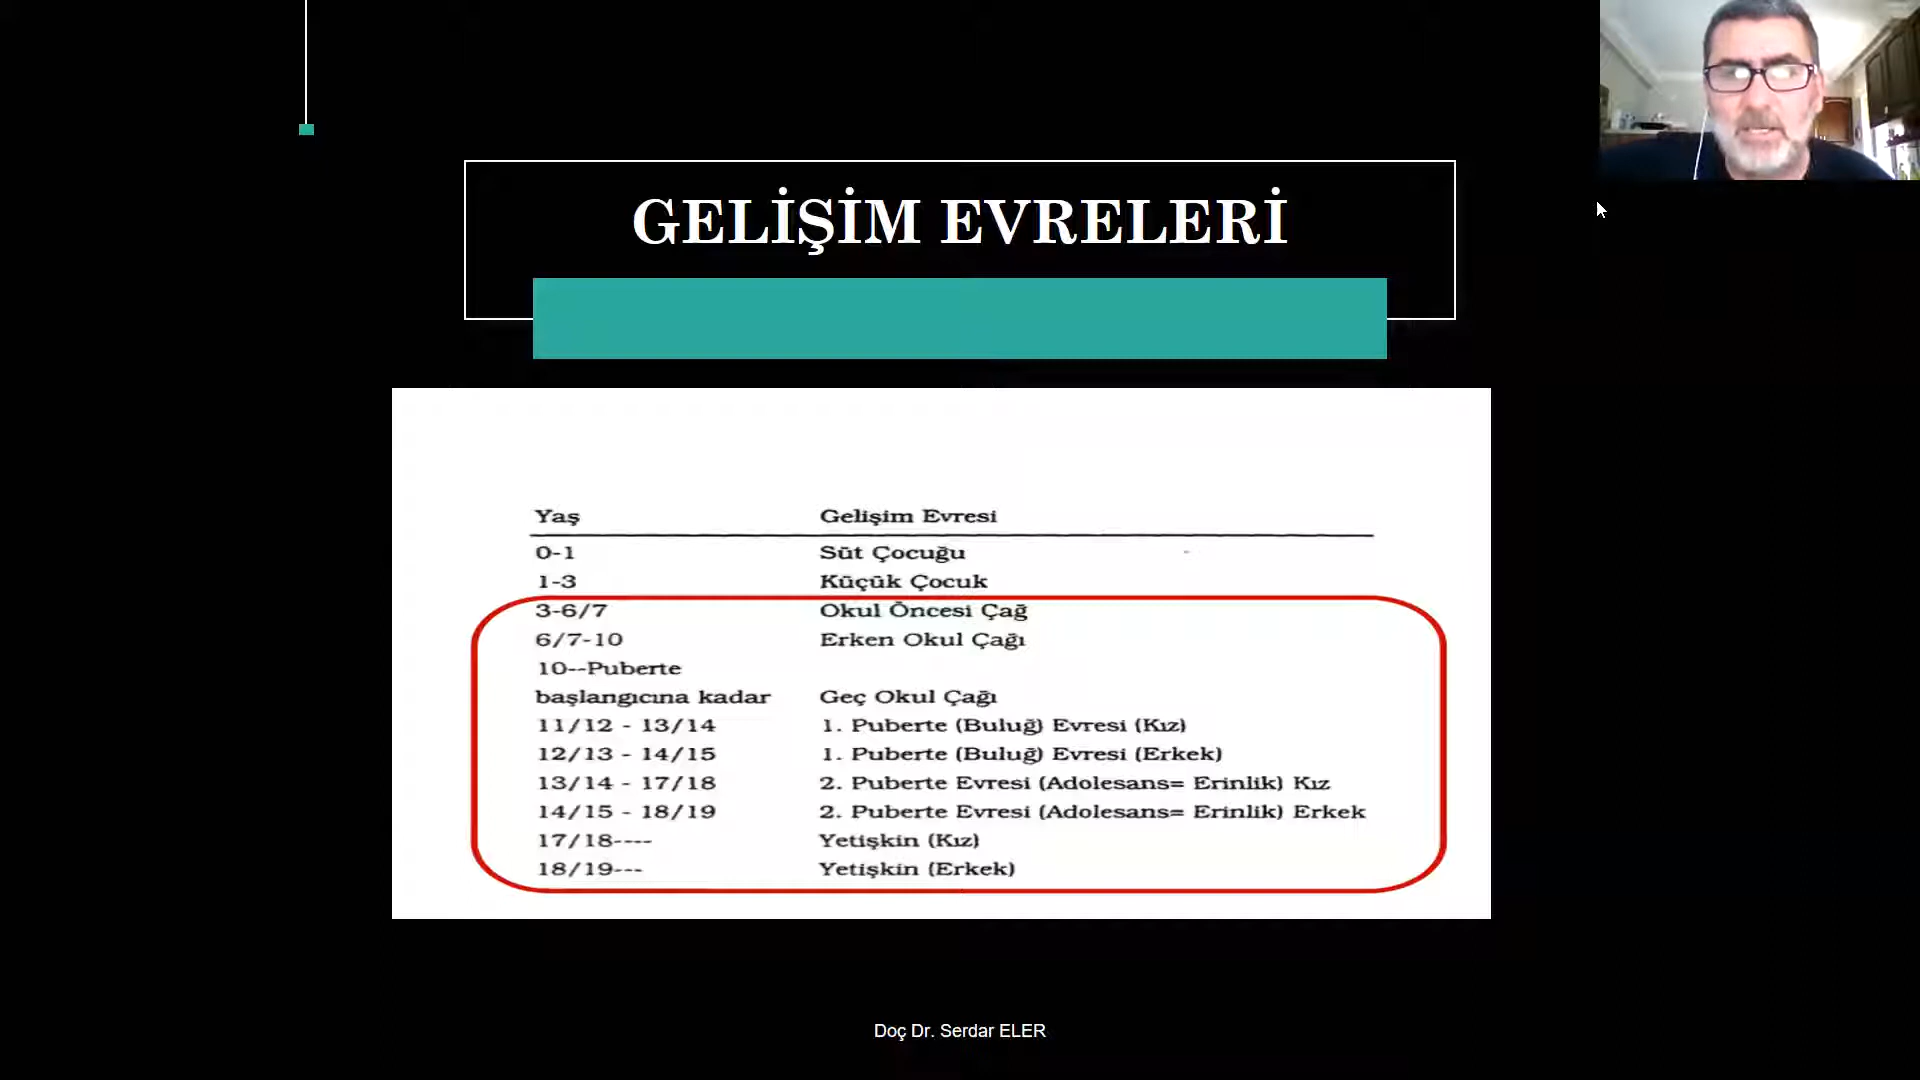 GELİŞİM EVRELERİ
Yaş Gelişim Evresi
0-1 Süt Çocuğu
1-3 Küçük Çocuk
3-6/7 Okul Öncesi Çağ
6/7-10 Erken Okul Çağı
10--Puberte
başlangıcına kadar Geç Okul Çağı
11/12 - 13/14 1. Puberte (Buluğ) Evresi (Kız)
12/13 - 14/15 1. Puberte (Buluğ) Evresi (Erkek)
13/14 - 17/18 2. Puberte Evresi (Adolesans= Erinlik) Kız
14/15 - 18/19 2. Puberte Evresi (Adolesans= Erinlik) Erkek
17/18---- Yetişkin (Kız)
18/19--- Yetişkin (Erkek)
Doç Dr. Serdar ELER